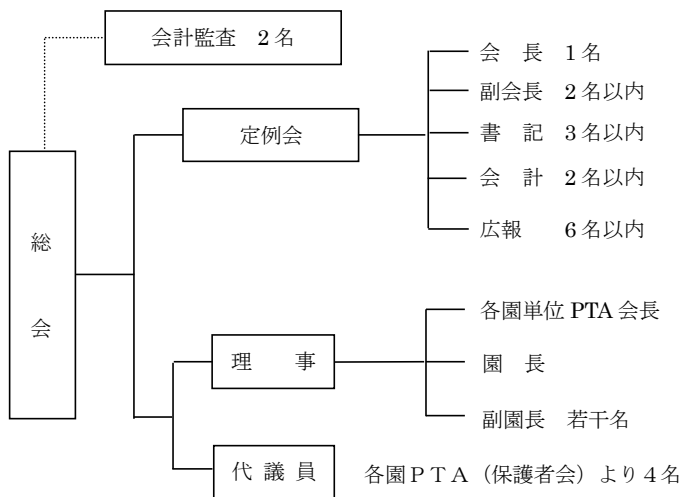 会計監査　2名
定例会
会　長　1名
副会長　2名以内
書　記　3名以内
会　計　2名以内
広報　　6名以内
総会
理　　事
各園単位 PTA 会長
園　長
副園長　若干名
代 議 員
各園ＰＴＡ（保護者会）より４名